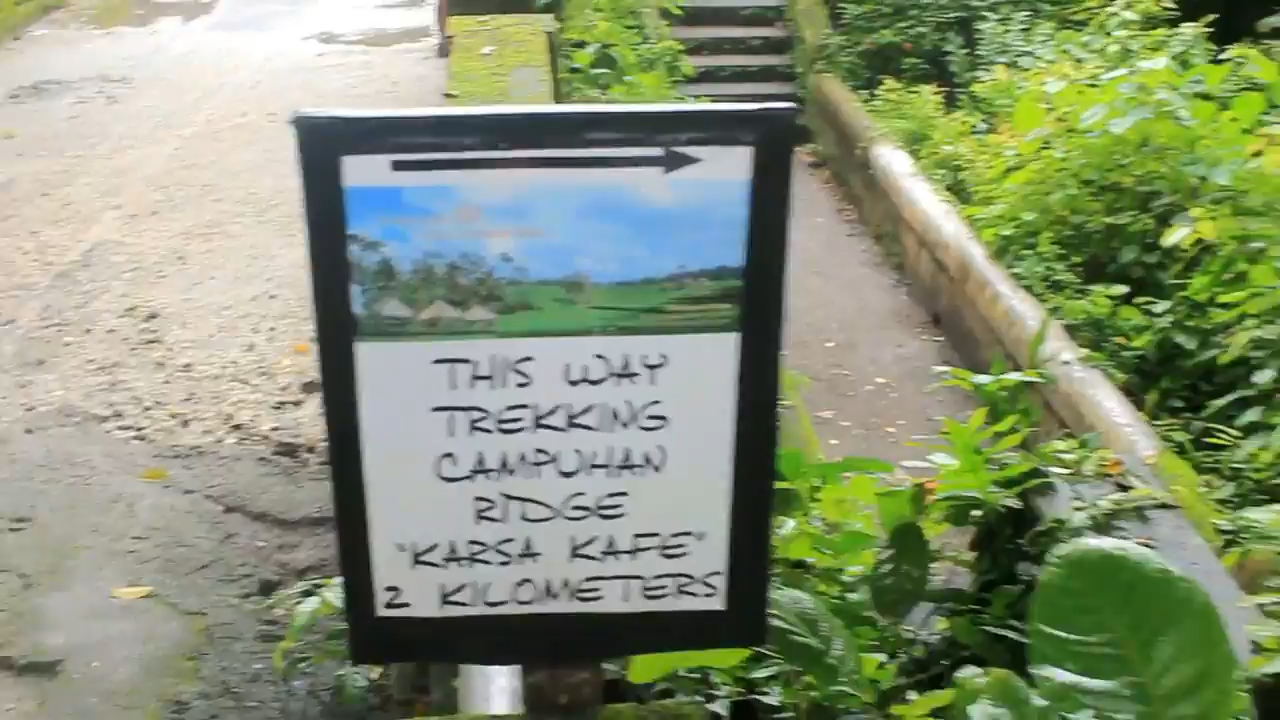 THIS WAY
TREKKING
CAMPUHAN
RIDGE
"KARSA KAFE"
2 KILOMETERS